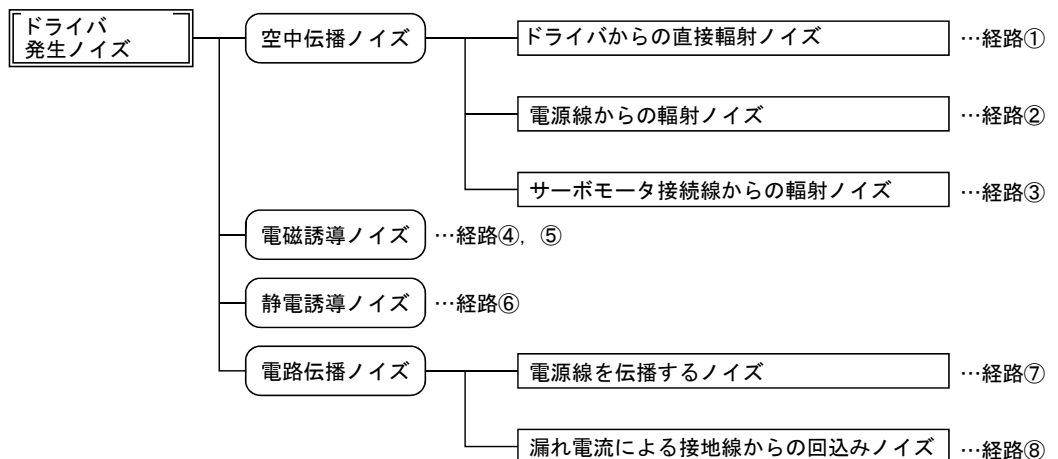 ドライバ
発生ノイズ
空中伝播ノイズ
ドライバからの直接輻射ノイズ …経路①
電源線からの輻射ノイズ …経路②
サーボモータ接続線からの輻射ノイズ …経路③
電磁誘導ノイズ …経路④，⑤
静電誘導ノイズ …経路⑥
電路伝播ノイズ
電源線を伝播するノイズ …経路⑦
漏れ電流による接地線からの回込みノイズ …経路⑧